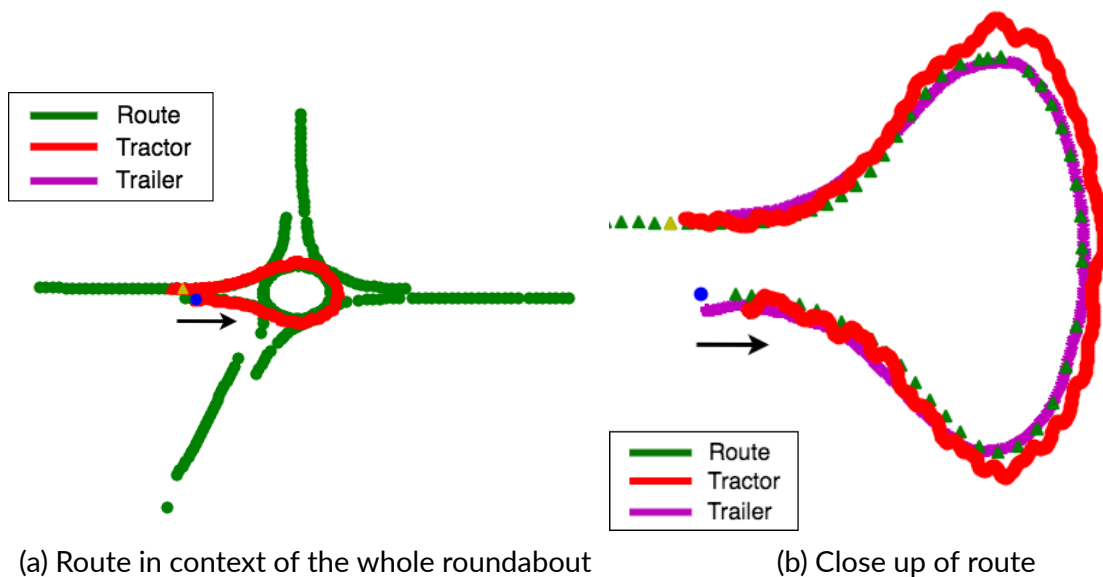 Route
Tractor
Trailer
Route
Tractor
Trailer
(a) Route in context of the whole roundabout
(b) Close up of route